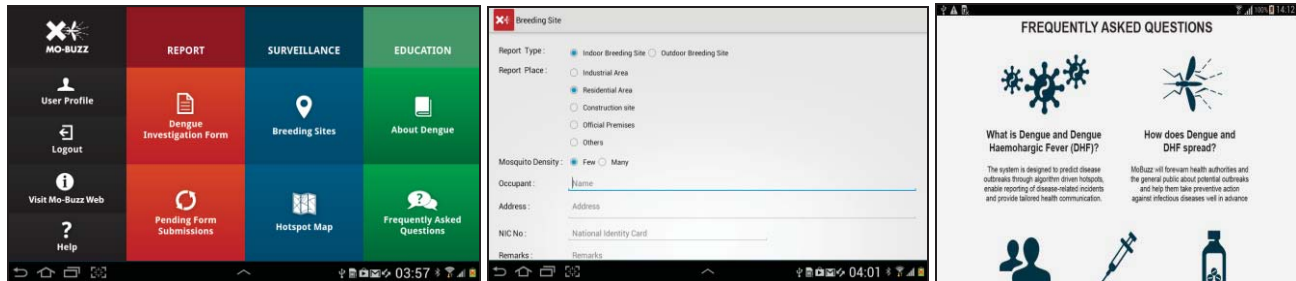 MO-BUZZ
REPORT
SURVEILLANCE
EDUCATION
User Profile
Dengue
Investigation Form
Breeding Sites
About Dengue
Logout
Visit Mo-Buzz Web
Pending Form
Submissions
Hotspot Map
Frequently Asked
Questions
Help
03:57
Breeding Site
Report Type :
Indoor Breeding Site
Outdoor Breeding Site
Report Place :
Industrial Area
Residential Area
Construction site
Official Premises
Others
Mosquito Density :
Few
Many
Occupant :
Name
Address :
Address
NIC No :
National Identity Card
Remarks :
Remarks
04:01
100% 14:12
FREQUENTLY ASKED QUESTIONS
What is Dengue and Dengue
Haemohargic Fever (DHF)?
The system is designed to predict disease
outbreaks through algorithm driven hotspots,
enable reporting of disease-related incidents
and provide tailored health communication.
How does Dengue and
DHF spread?
MoBuzz will forewarn health authorities and
the general public about potential outbreaks
and help them take preventive action
against infectious diseases well in advance